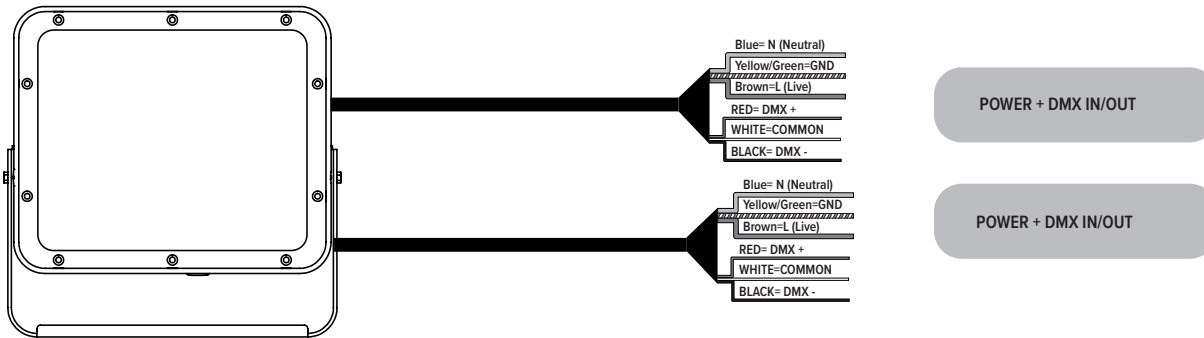 Blue= N (Neutral)
Yellow/Green=GND
Brown=L (Live)
RED= DMX +
WHITE=COMMON
BLACK= DMX -
POWER + DMX IN/OUT
Blue= N (Neutral)
Yellow/Green=GND
Brown=L (Live)
RED= DMX +
WHITE=COMMON
BLACK= DMX -
POWER + DMX IN/OUT